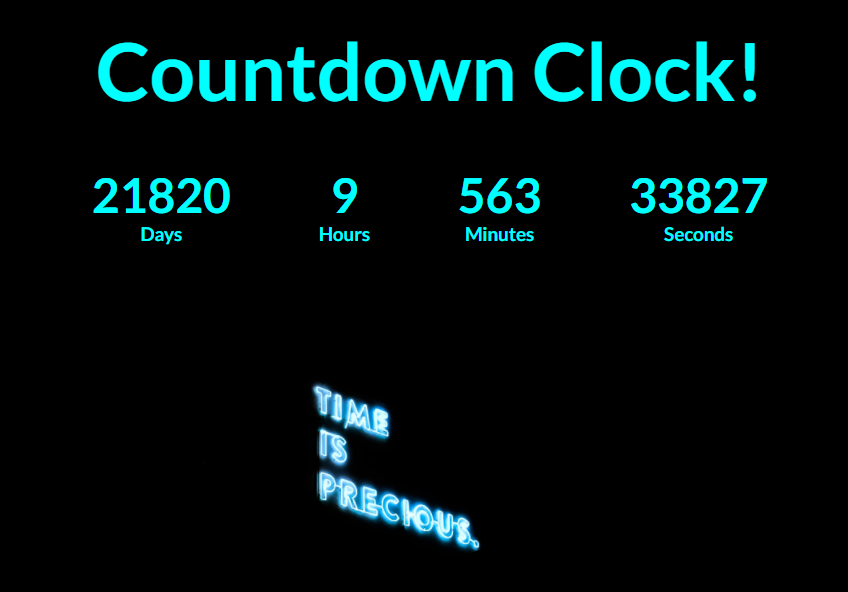 Countdown Clock!
21820 9 563 33827
Days Hours Minutes Seconds
TIME
IS
PRECIOUS.